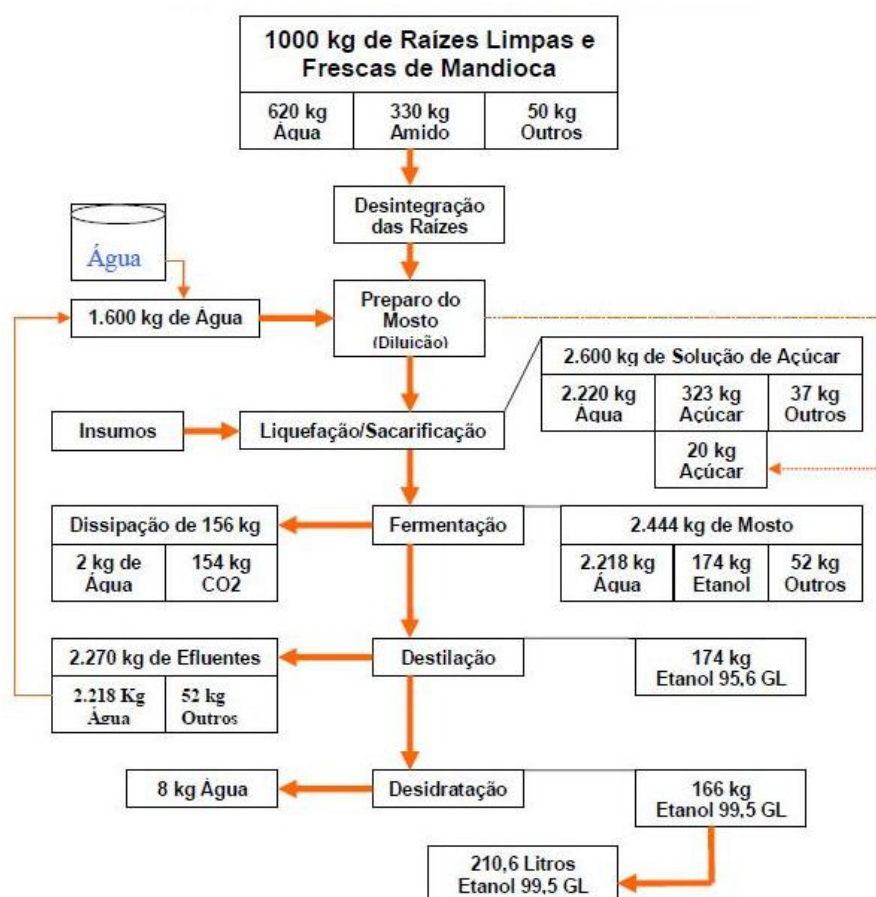 1000 kg de Raízes Limpas e
Frescas de Mandioca
620 kg
Água
330 kg
Amido
50 kg
Outros
Desintegração
das Raízes
Água
1.600 kg de Água
Preparo do
Mosto
(Diluição)
2.600 kg de Solução de Açúcar
2.220 kg
Água
323 kg
Açúcar
37 kg
Outros
20 kg
Açúcar
Insumos
Liquefação/Sacarificação
Dissipação de 156 kg
2 kg de
Água
154 kg
CO2
Fermentação
2.444 kg de Mosto
2.218 kg
Água
174 kg
Etanol
52 kg
Outros
2.270 kg de Efluentes
2.218 Kg
Água
52 kg
Outros
Destilação
174 kg
Etanol 95,6 GL
8 kg Água
Desidratação
166 kg
Etanol 99,5 GL
210,6 Litros
Etanol 99,5 GL